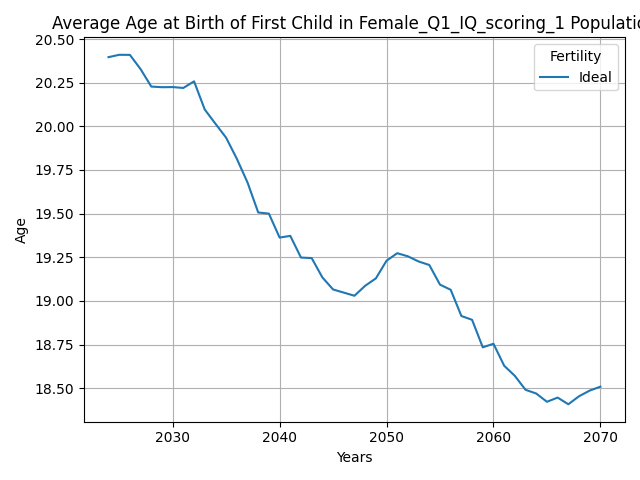 Average Age at Birth of First Child in Female_Q1_IQ_scoring_1
20.50
20.25
20.00
19.75
19.50
19.25
19.00
18.75
18.50
Age
Fertility
Ideal
2030 2040 2050 2060 2070
Years